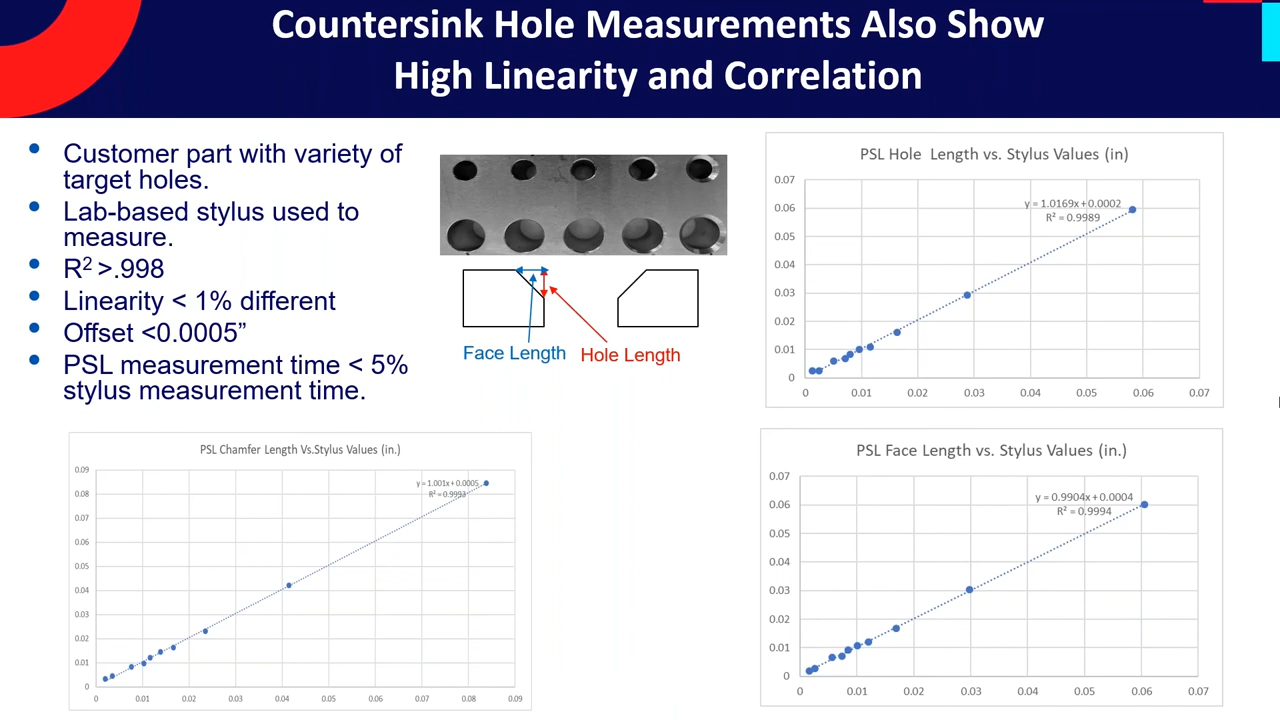 Countersink Hole Measurements Also Show
High Linearity and Correlation
• Customer part with variety of
target holes.
• Lab-based stylus used to
measure.
• R² >.998
• Linearity < 1% different
• Offset <0.0005”
• PSL measurement time < 5%
stylus measurement time.
Face Length
Hole Length
PSL Hole Length vs. Stylus Values (in)
0.07
0.06
0.05
0.04
0.03
0.02
0.01
0
y = 1.0169x + 0.0002
R² = 0.9989
0 0.01 0.02 0.03 0.04 0.05 0.06 0.07
PSL Chamfer Length Vs.Stylus Values (in.)
0.09
0.08
0.07
0.06
0.05
0.04
0.03
0.02
0.01
0
y = 1.001x + 0.0005
R² = 0.9993
0 0.01 0.02 0.03 0.04 0.05 0.06 0.07 0.08 0.09
PSL Face Length vs. Stylus Values (in.)
0.07
0.06
0.05
0.04
0.03
0.02
0.01
0
y = 0.9904x + 0.0004
R² = 0.9994
0 0.01 0.02 0.03 0.04 0.05 0.06 0.07